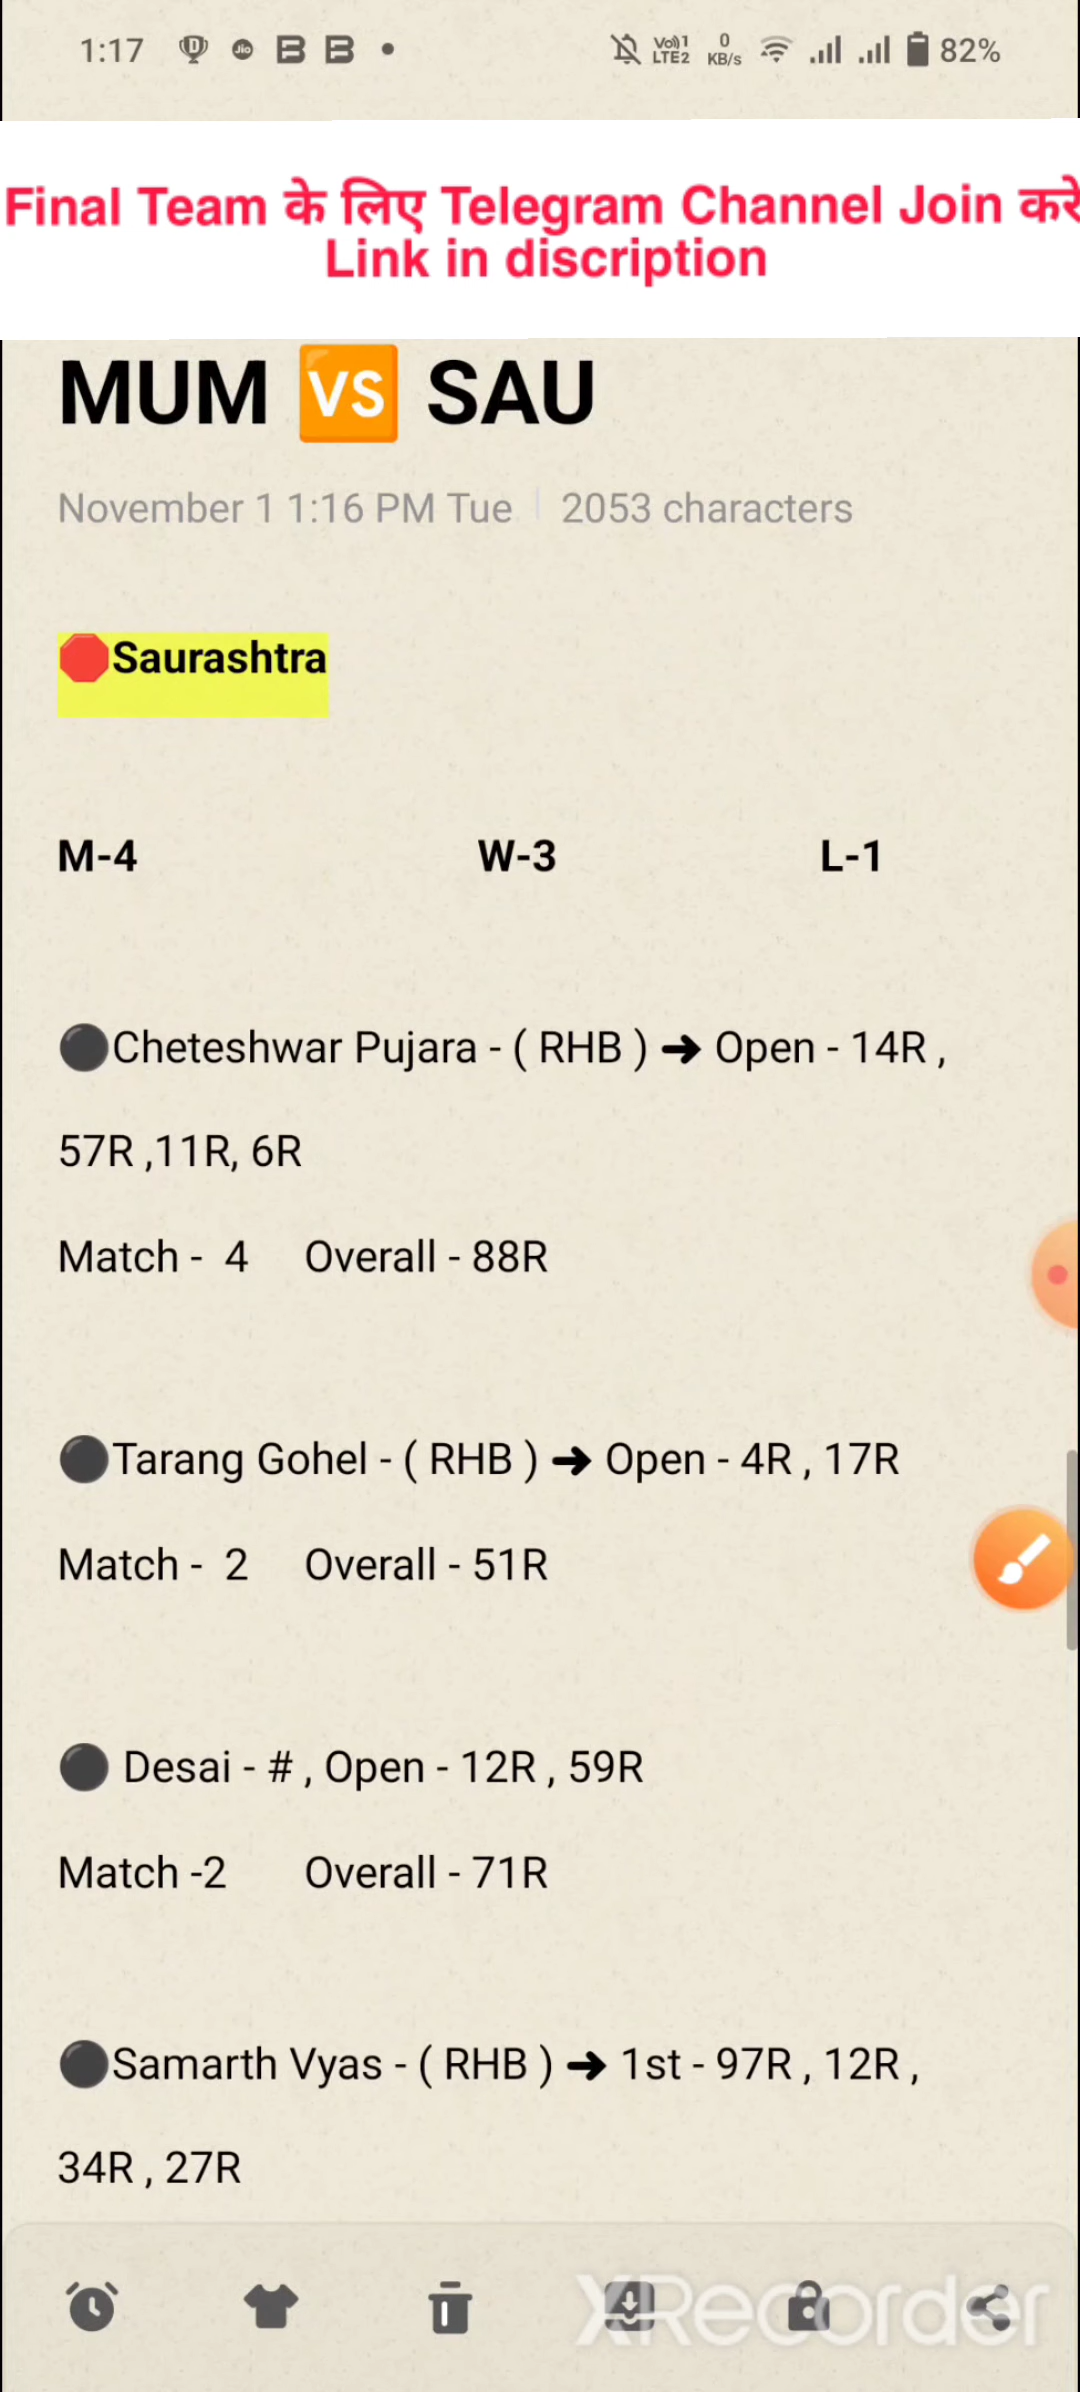 1:17 Vo)) 1 LTE2 0 KB/s 82%
Final Team के लिए Telegram Channel Join करे
Link in discription
MUM VS SAU
November 1 1:16 PM Tue | 2053 characters
🛑Saurashtra
M-4 W-3 L-1
⚫Cheteshwar Pujara - ( RHB ) ➔ Open - 14R ,
57R ,11R, 6R
Match - 4 Overall - 88R
⚫Tarang Gohel - ( RHB ) ➔ Open - 4R , 17R
Match - 2 Overall - 51R
⚫ Desai - # , Open - 12R , 59R
Match -2 Overall - 71R
⚫Samarth Vyas - ( RHB ) ➔ 1st - 97R , 12R ,
34R , 27R
XRecorder